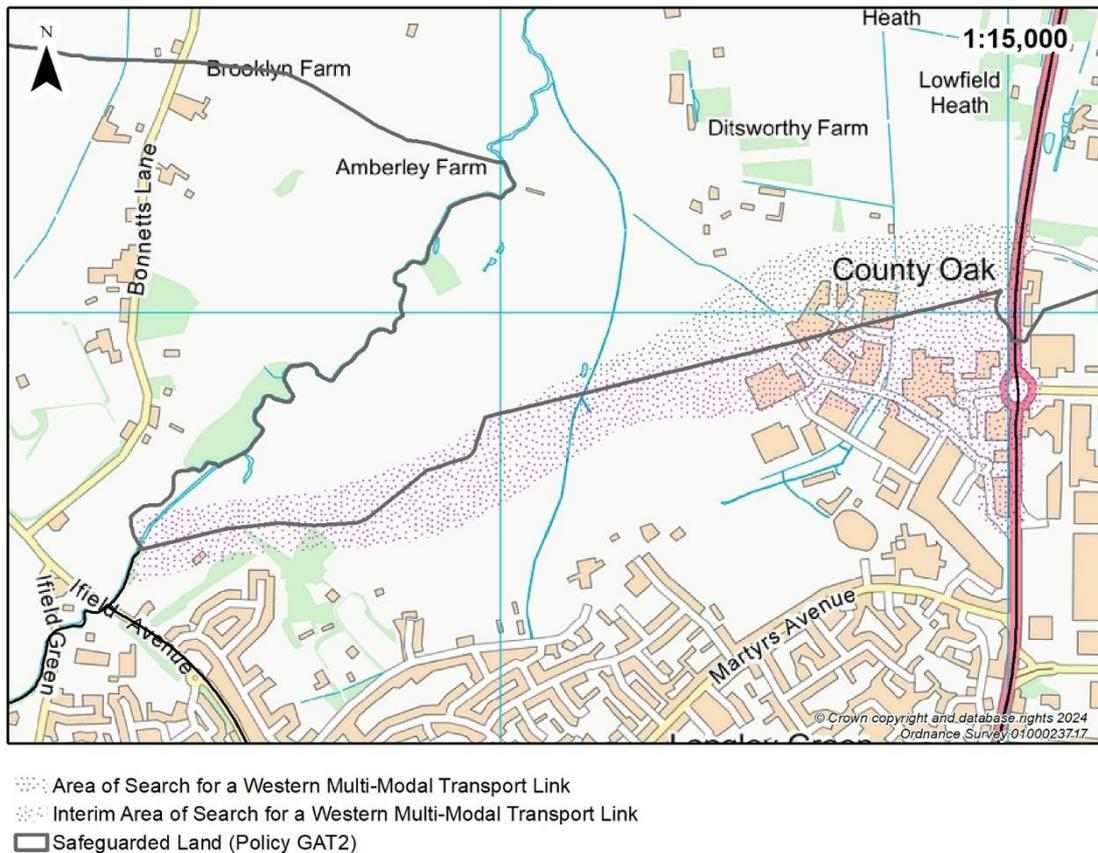 N
Heath
1:15,000
Brooklyn Farm
Lowfield
Heath
Ditsworthy Farm
Amberley Farm
Bonnetts Lane
County Oak
Ifield Avenue
Ifield Green
Martyrs Avenue
Langley Green
© Crown copyright and database rights 2024
Ordnance Survey 0100023717
Area of Search for a Western Multi-Modal Transport Link
Interim Area of Search for a Western Multi-Modal Transport Link
Safeguarded Land (Policy GAT2)